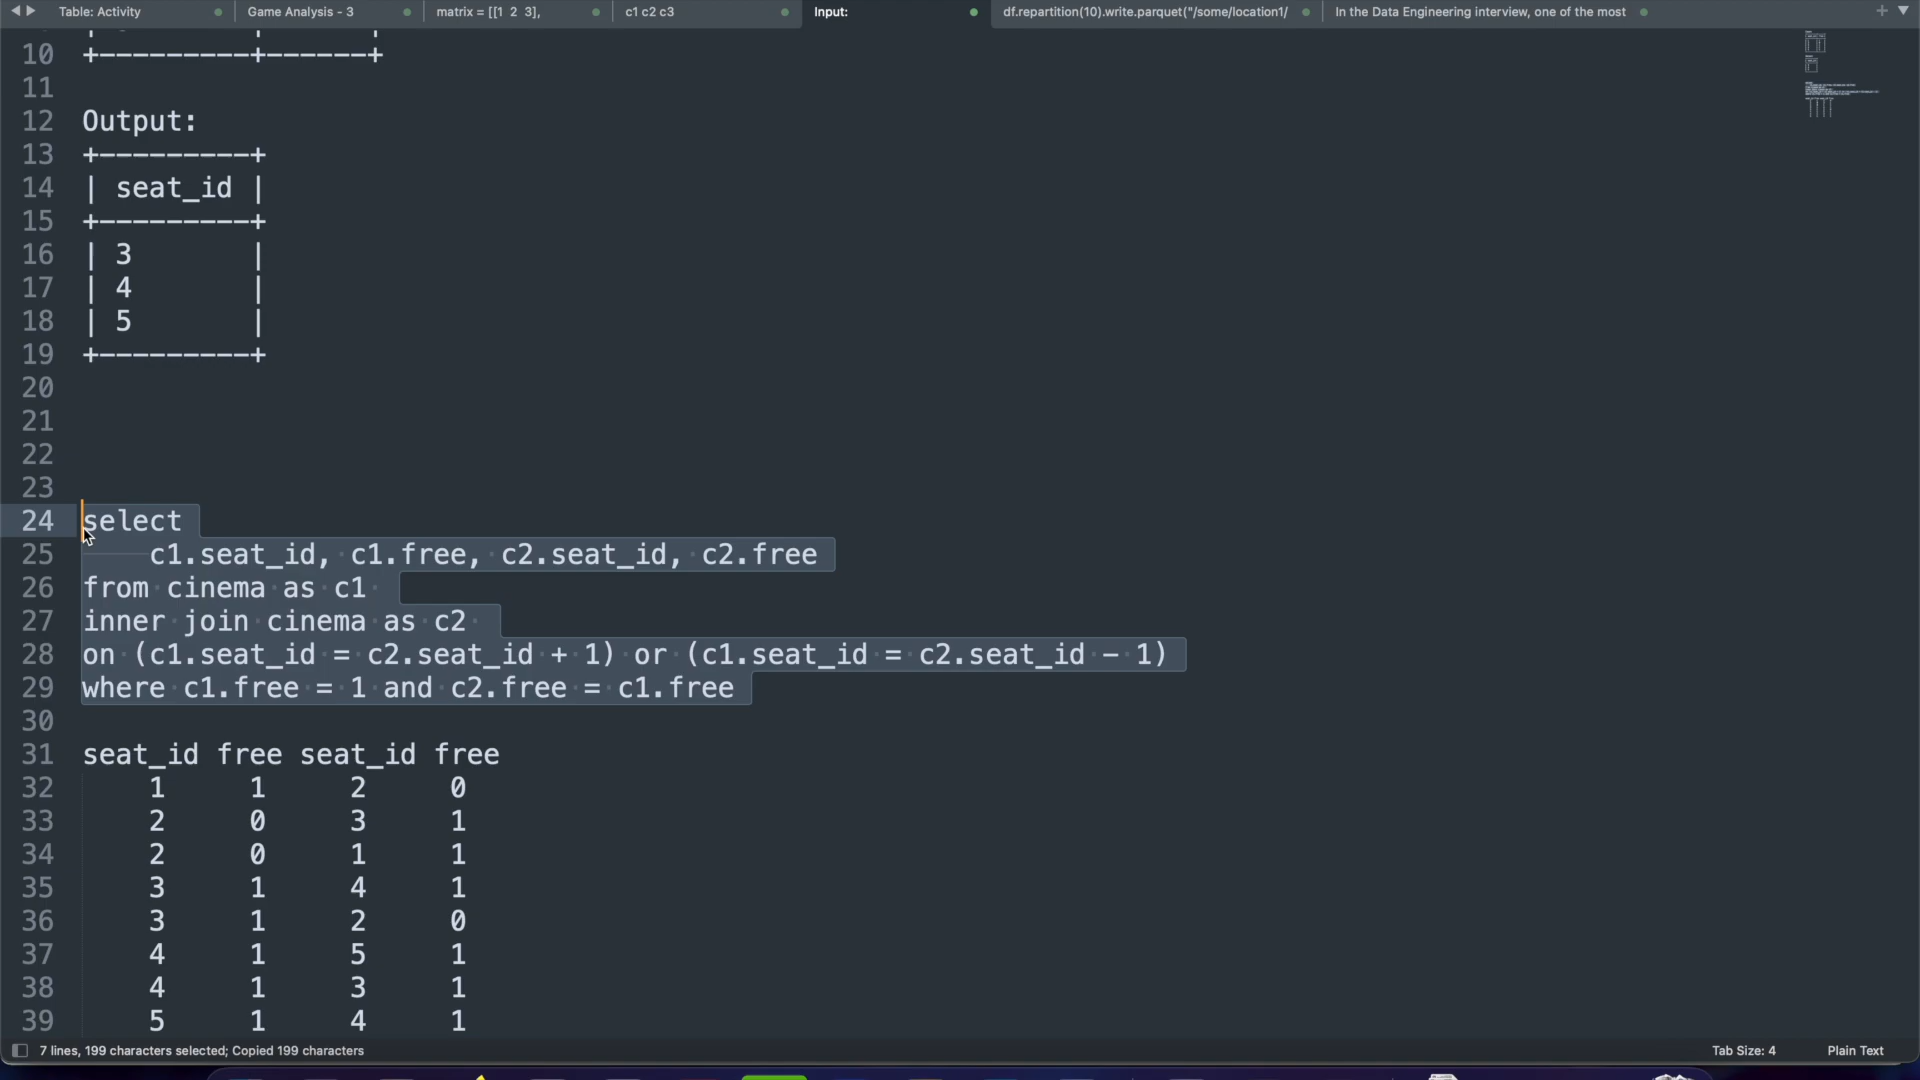 Table: Activity
Game Analysis - 3
matrix = [[1 2 3],
c1 c2 c3
Input:
df.repartition(10).write.parquet("/some/location1/
In the Data Engineering interview, one of the most
10 +---------+------+
11
12 Output:
13 +---------+
14 | seat_id |
15 +---------+
16 | 3 |
17 | 4 |
18 | 5 |
19 +---------+
20
21
22
23
24 select
25 c1.seat_id, c1.free, c2.seat_id, c2.free
26 from cinema as c1
27 inner join cinema as c2
28 on (c1.seat_id = c2.seat_id + 1) or (c1.seat_id = c2.seat_id - 1)
29 where c1.free = 1 and c2.free = c1.free
30
31 seat_id free seat_id free
32 1 1 2 0
33 2 0 3 1
34 2 0 1 1
35 3 1 4 1
36 3 1 2 0
37 4 1 5 1
38 4 1 3 1
39 5 1 4 1
7 lines, 199 characters selected; Copied 199 characters
Tab Size: 4
Plain Text